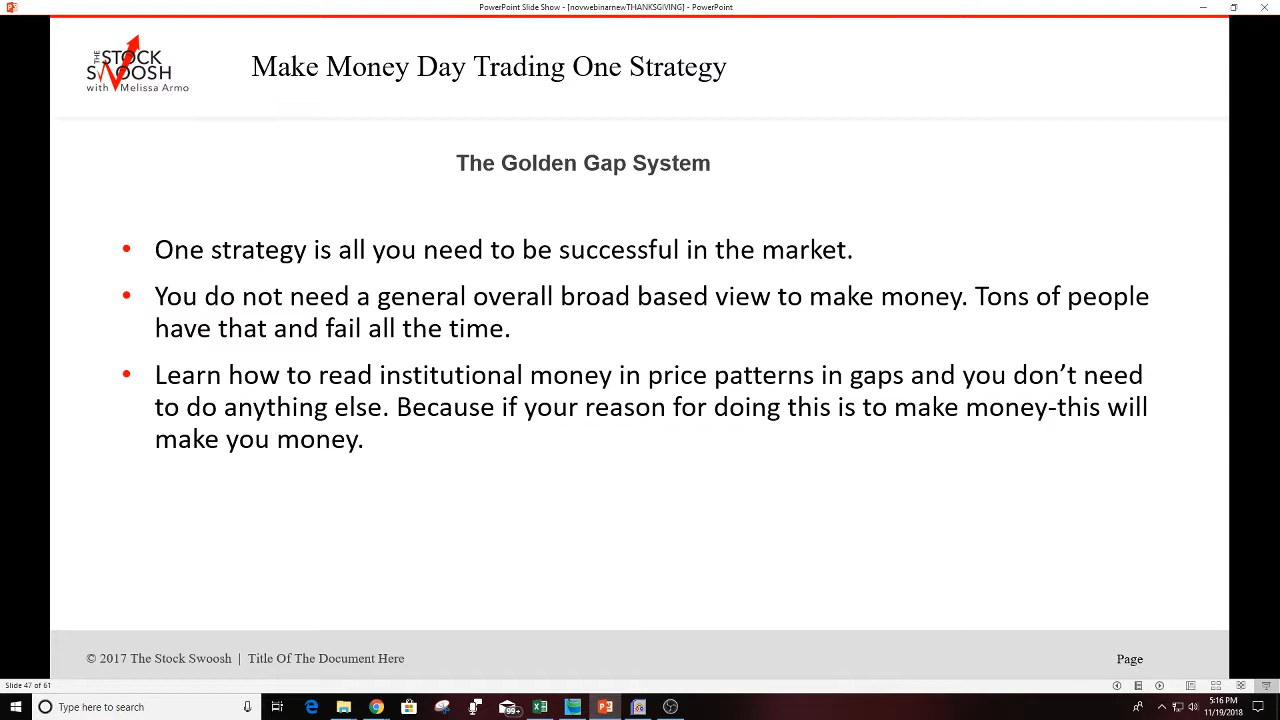 PowerPoint Slide Show - [novwebinarnewTHANKSGIVING] - PowerPoint
THE STOCK
SWOOSH
with Melissa Armo
Make Money Day Trading One Strategy
The Golden Gap System
• One strategy is all you need to be successful in the market.
• You do not need a general overall broad based view to make money. Tons of people
have that and fail all the time.
• Learn how to read institutional money in price patterns in gaps and you don’t need
to do anything else. Because if your reason for doing this is to make money-this will
make you money.
© 2017 The Stock Swoosh | Title Of The Document Here
Page
Slide 47 of 61
Type here to search
99+
5:16 PM
11/19/2018